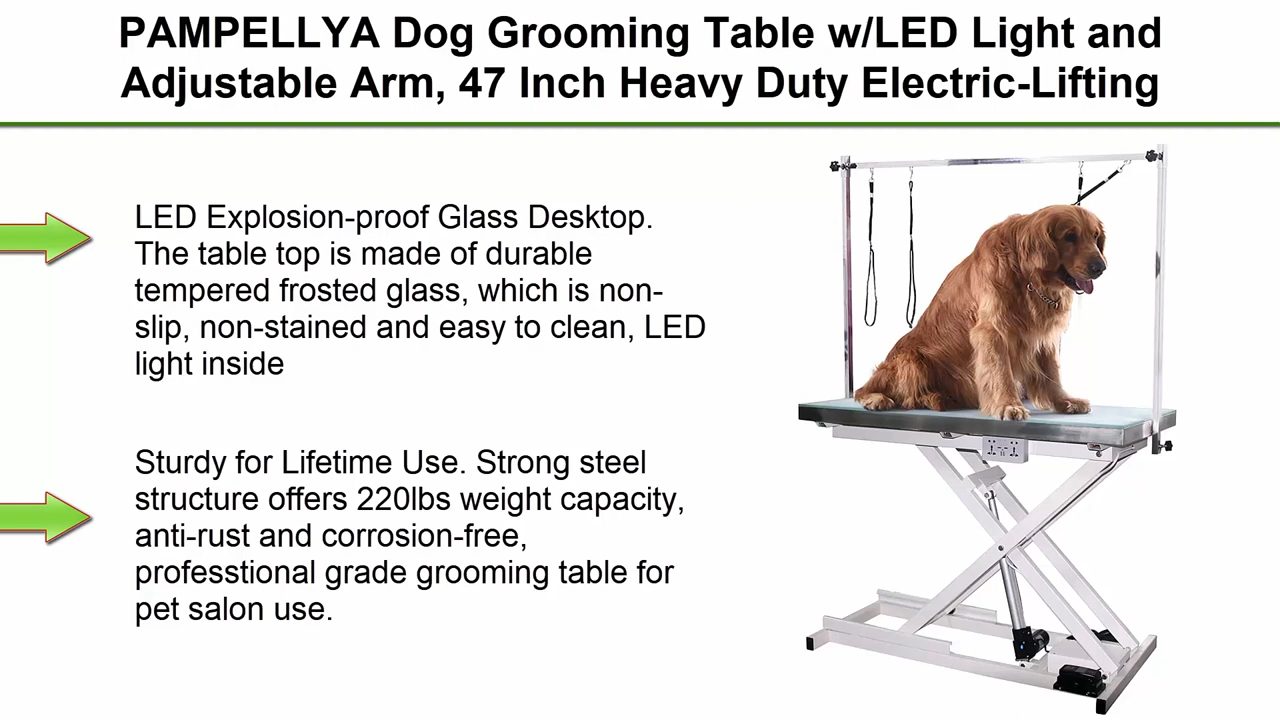 PAMPELLYA Dog Grooming Table w/LED Light and
Adjustable Arm, 47 Inch Heavy Duty Electric-Lifting
LED Explosion-proof Glass Desktop.
The table top is made of durable
tempered frosted glass, which is non-
slip, non-stained and easy to clean, LED
light inside
Sturdy for Lifetime Use. Strong steel
structure offers 220lbs weight capacity,
anti-rust and corrosion-free,
professtional grade grooming table for
pet salon use.